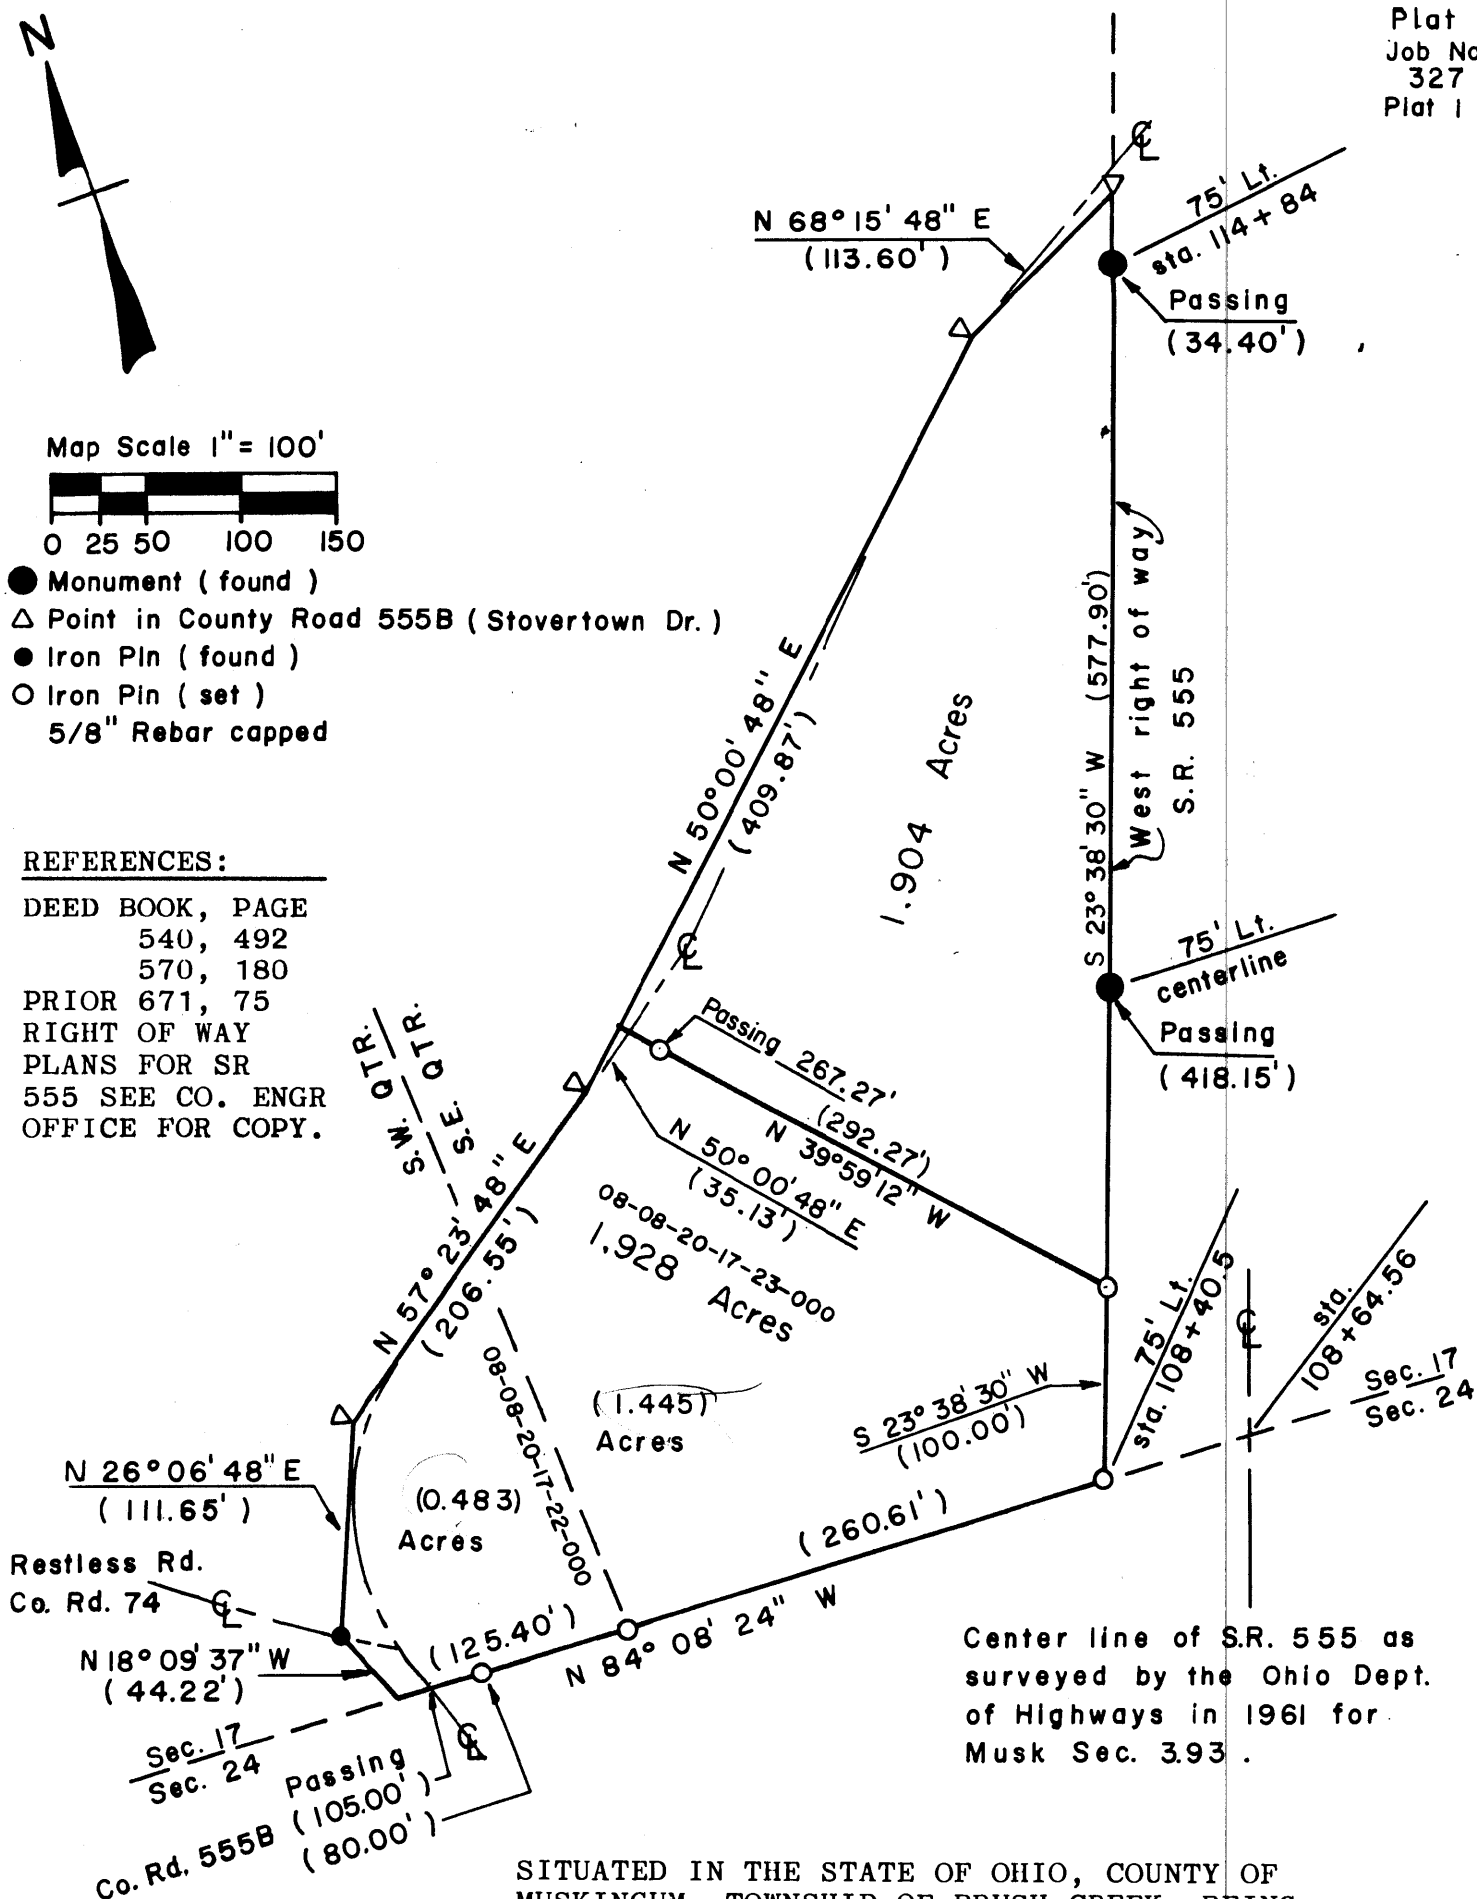 N
Plat
Job No
327
Plat 1
℄
N 68° 15' 48" E
(113.60')
75' Lt.
sta. 114 + 84
Passing
(34.40')
Map Scale 1" = 100'
0 25 50 100 150
Monument (found)
Point in County Road 555B (Stovertown Dr.)
Iron Pin (found)
Iron Pin (set)
5/8" Rebar capped
N 50° 00' 48" E
(409.87')
1.904 Acres
S 23° 38' 30" W (577.90')
West right of way
S.R. 555
REFERENCES:
DEED BOOK, PAGE
540, 492
570, 180
PRIOR 671, 75
RIGHT OF WAY
PLANS FOR SR
555 SEE CO. ENGR
OFFICE FOR COPY.
℄
75' Lt.
centerline
Passing
(418.15')
S.W. QTR.
S.E. QTR.
Passing 267.27'
(292.27')
N 39° 59' 12" W
N 50° 00' 48" E
(35.13')
N 57° 23' 48" E
(206.55')
08-08-20-17-23-000
1.928 Acres
75' Lt.
sta. 108+40.5
℄
sta.
108+64.56
Sec. 17
Sec. 24
08-08-20-17-22-000
(1.445)
Acres
S 23° 38' 30" W
(100.00')
N 26° 06' 48" E
(111.65')
(0.483)
Acres
(260.61')
Restless Rd.
Co. Rd. 74
℄
N 18° 09' 37" W
(44.22')
(125.40')
N 84° 08' 24" W
Sec. 17
Sec. 24
℄
Passing
(105.00')
Co. Rd. 555B
(80.00')
Center line of S.R. 555 as
surveyed by the Ohio Dept.
of Highways in 1961 for
Musk Sec. 3.93 .
SITUATED IN THE STATE OF OHIO, COUNTY OF
MUSKINGUM, TOWNSHIP OF BRUSH CREEK, BEING